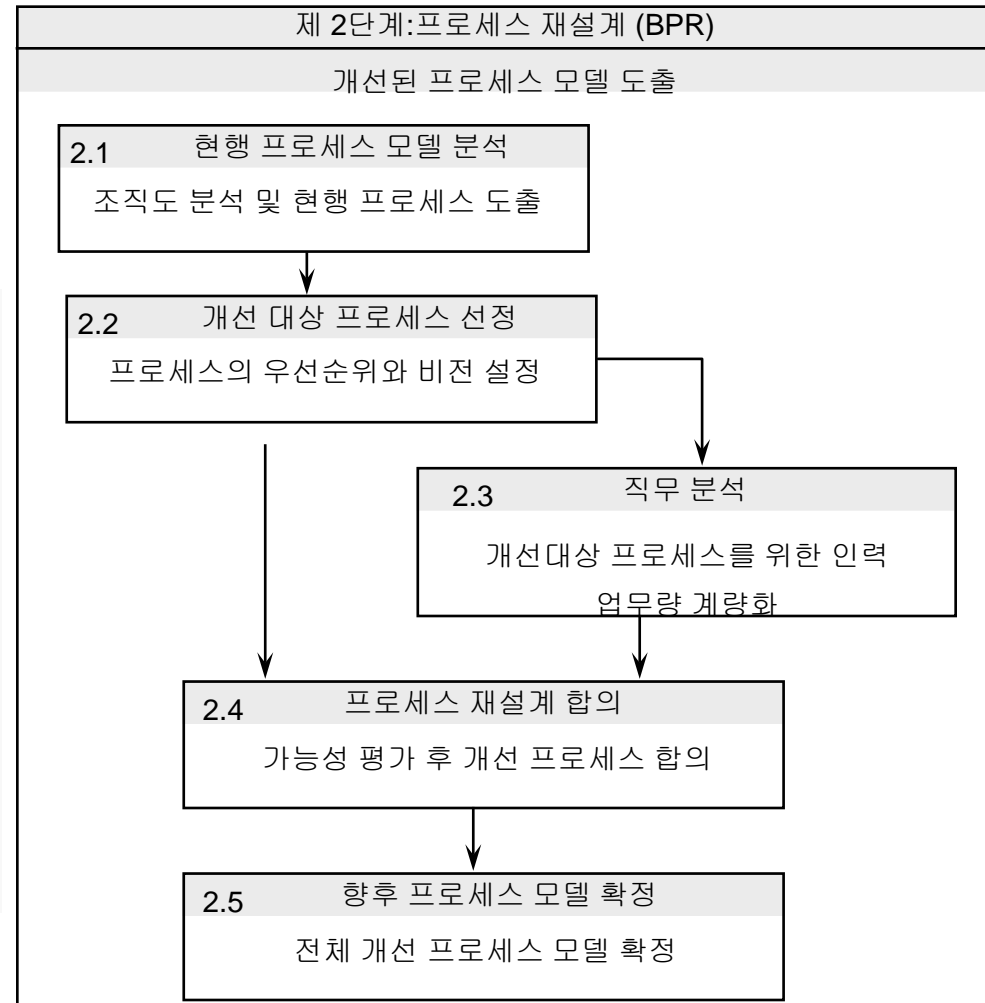 제 2단계:프로세스 재설계 (BPR)
개선된 프로세스 모델 도출
2.1 현행 프로세스 모델 분석
조직도 분석 및 현행 프로세스 도출
2.2 개선 대상 프로세스 선정
프로세스의 우선순위와 비전 설정
2.3 직무 분석
개선대상 프로세스를 위한 인력
업무량 계량화
2.4 프로세스 재설계 합의
가능성 평가 후 개선 프로세스 합의
2.5 향후 프로세스 모델 확정
전체 개선 프로세스 모델 확정